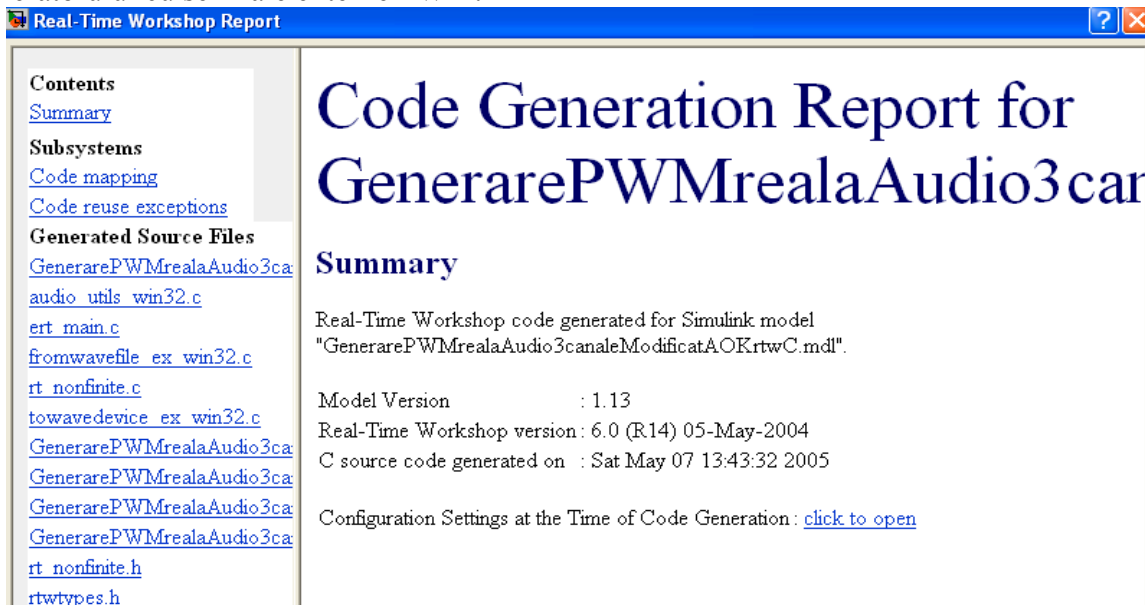 Real-Time Workshop Report
Contents
Summary
Subsystems
Code mapping
Code reuse exceptions
Generated Source Files
GenerarePWMrealaAudio3ca
audio_utils_win32.c
ert_main.c
fromwavefile_ex_win32.c
rt_nonfinite.c
towavedevice_ex_win32.c
GenerarePWMrealaAudio3ca
GenerarePWMrealaAudio3ca
GenerarePWMrealaAudio3ca
GenerarePWMrealaAudio3ca
rt_nonfinite.h
rtwtypes.h
Code Generation Report for
GenerarePWMrealaAudio3can
Summary
Real-Time Workshop code generated for Simulink model
"GenerarePWMrealaAudio3canaleModificatAOKrtwC.mdl".
Model Version : 1.13
Real-Time Workshop version : 6.0 (R14) 05-May-2004
C source code generated on : Sat May 07 13:43:32 2005
Configuration Settings at the Time of Code Generation : click to open